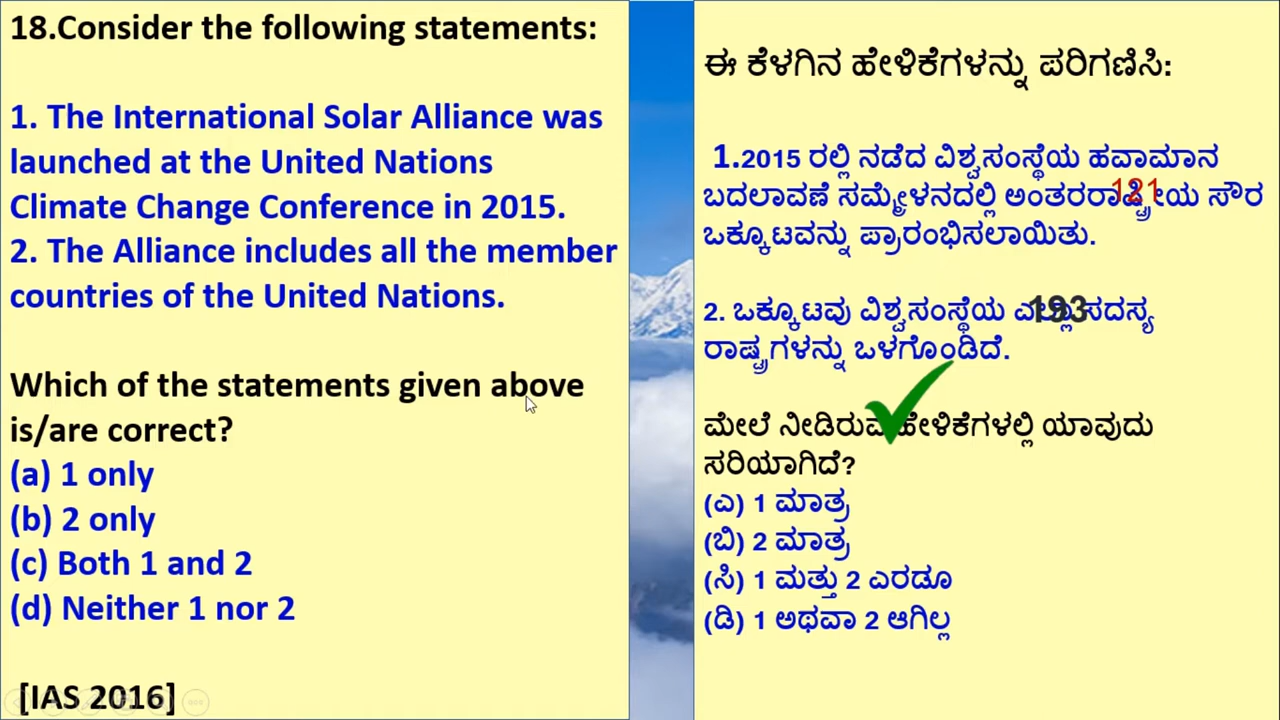 18.Consider the following statements:
1. The International Solar Alliance was
launched at the United Nations
Climate Change Conference in 2015.
2. The Alliance includes all the member
countries of the United Nations.
Which of the statements given above
is/are correct?
(a) 1 only
(b) 2 only
(c) Both 1 and 2
(d) Neither 1 nor 2
[IAS 2016]
ಈ ಕೆಳಗಿನ ಹೇಳಿಕೆಗಳನ್ನು ಪರಿಗಣಿಸಿ:
1.2015 ರಲ್ಲಿ ನಡೆದ ವಿಶ್ವಸಂಸ್ಥೆಯ ಹವಾಮಾನ
ಬದಲಾವಣೆ ಸಮ್ಮೇಳನದಲ್ಲಿ ಅಂತರರಾಷ್ಟ್ರೀಯ ಸೌರ
121
ಒಕ್ಕೂಟವನ್ನು ಪ್ರಾರಂಭಿಸಲಾಯಿತು.
2. ಒಕ್ಕೂಟವು ವಿಶ್ವಸಂಸ್ಥೆಯ ಎಲ್ಲಾ ಸದಸ್ಯ
193
ರಾಷ್ಟ್ರಗಳನ್ನು ಒಳಗೊಂಡಿದೆ.
ಮೇಲೆ ನೀಡಿರುವ ಹೇಳಿಕೆಗಳಲ್ಲಿ ಯಾವುದು
ಸರಿಯಾಗಿದೆ?
(ಎ) 1 ಮಾತ್ರ
(ಬಿ) 2 ಮಾತ್ರ
(ಸಿ) 1 ಮತ್ತು 2 ಎರಡೂ
(ಡಿ) 1 ಅಥವಾ 2 ಆಗಿಲ್ಲ